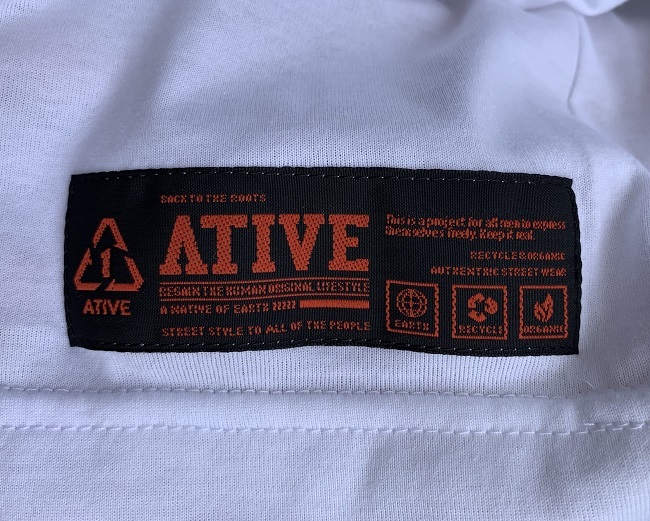 1
ATIVE
BACK TO THE ROOTS
ATIVE
REGAIN THE HUMAN ORIGINAL LIFESTYLE
A NATIVE OF EARTH
STREET STYLE TO ALL OF THE PEOPLE
This is a project for all men to express
themselves freely. Keep it real.
RECYCLE&ORGANIC
AUTHENTHIC STREET WEAR
EARTH
RECYCLE
ORGANIC